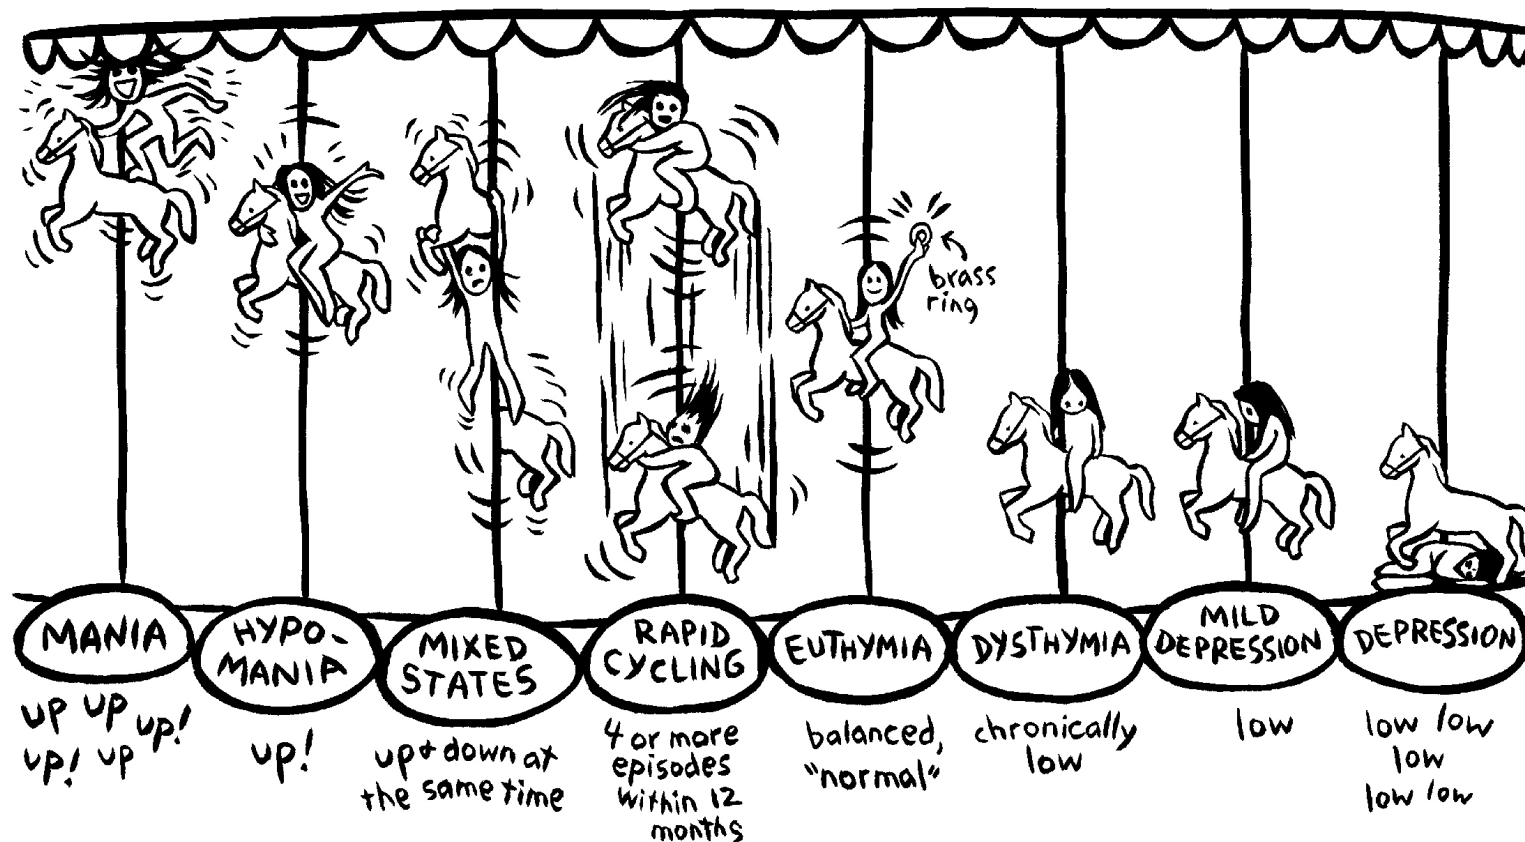 brass
ring
MANIA
up up up!
up! up
HYPO-
MANIA
up!
MIXED
STATES
up & down at
the same time
RAPID
CYCLING
4 or more
episodes
within 12
months
EUTHYMIA
balanced,
"normal"
DYSTHYMIA
chronically
low
MILD
DEPRESSION
low
DEPRESSION
low low
low
low low